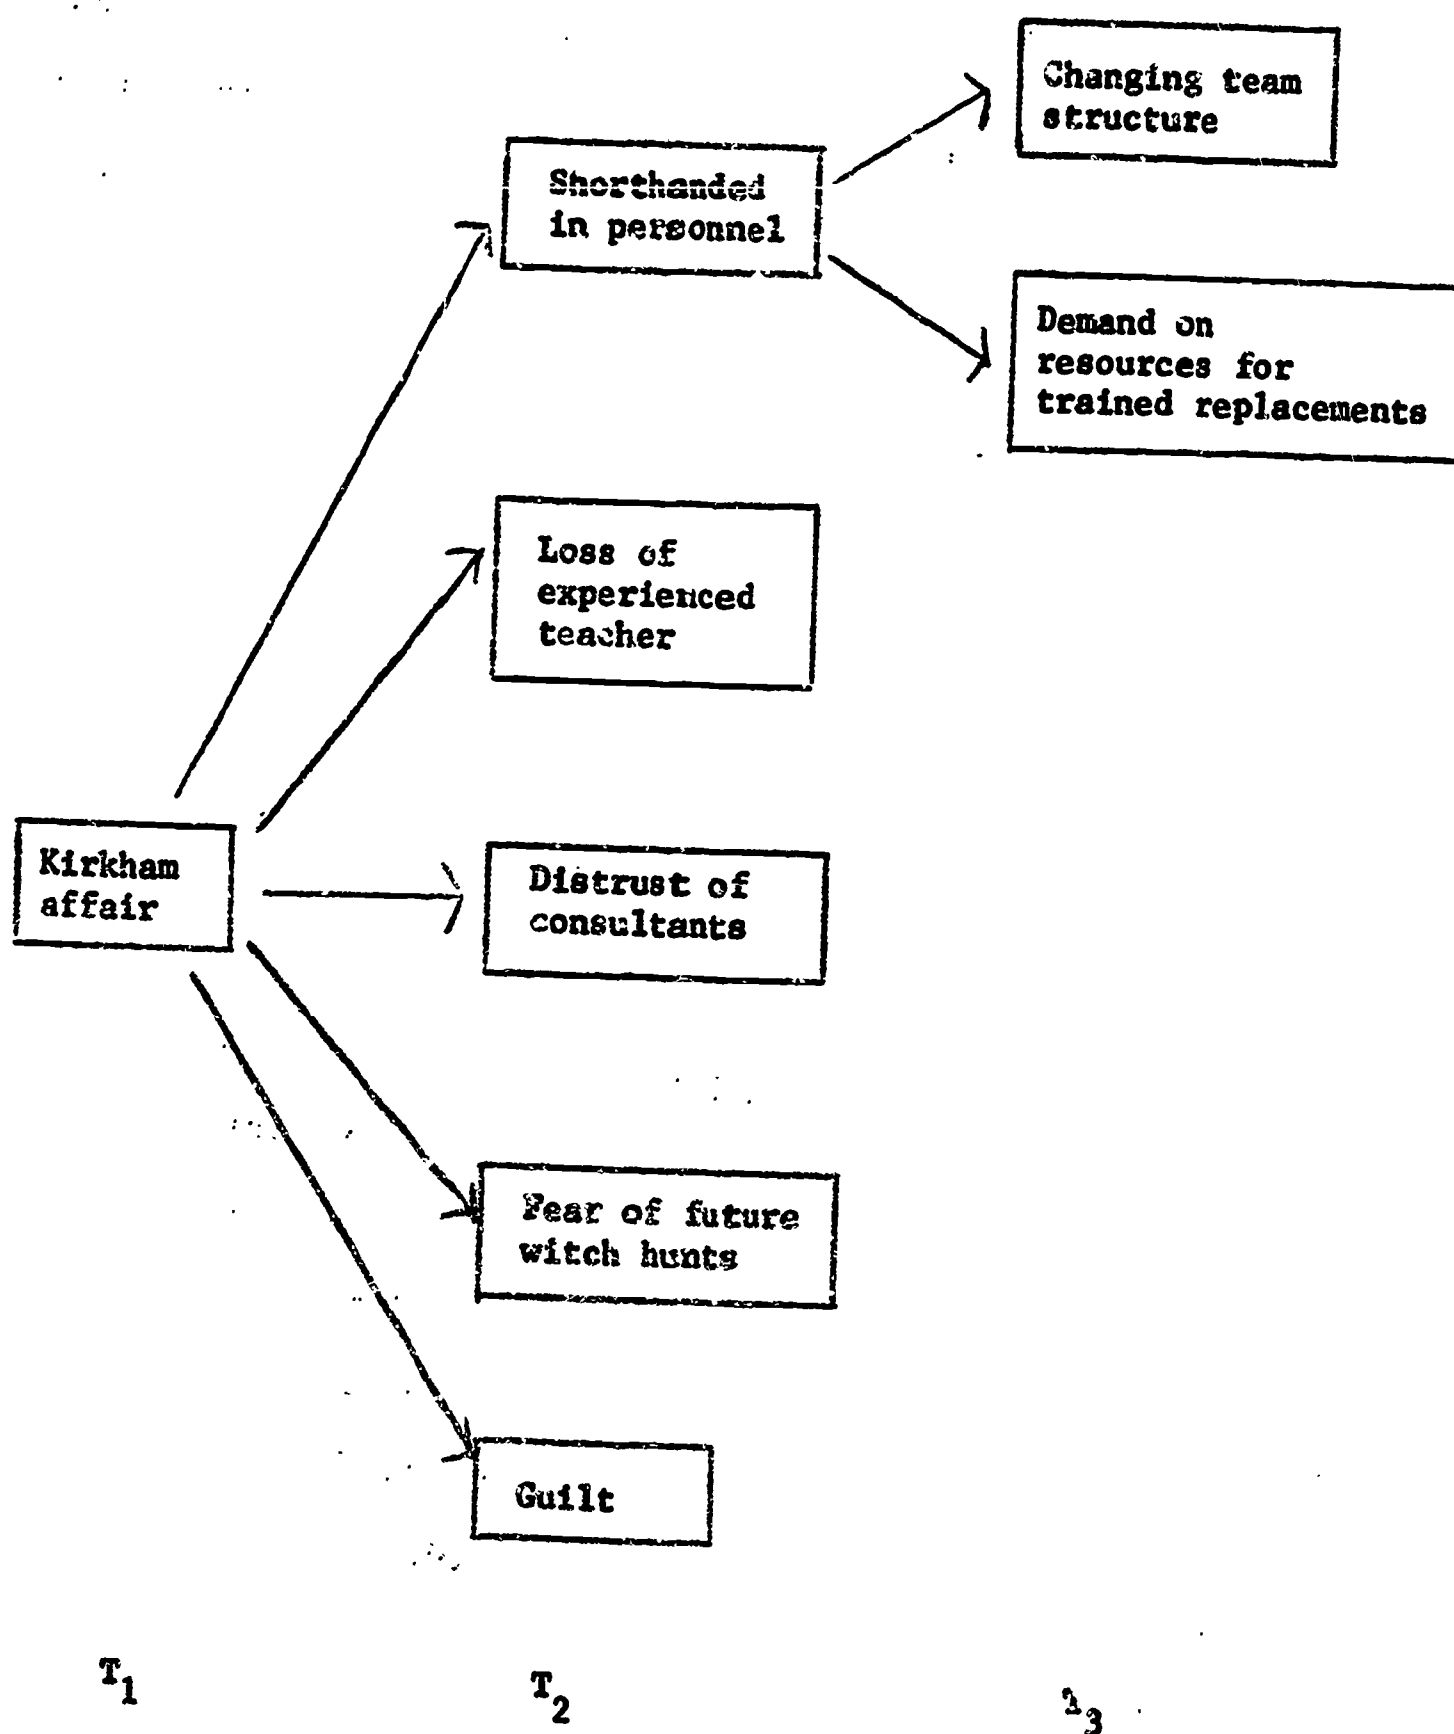 Changing team
structure
Shorthanded
in personnel
Demand on
resources for
trained replacements
Loss of
experienced
teacher
Kirkham
affair
Distrust of
consultants
Fear of future
witch hunts
Guilt
T1
T2
T3